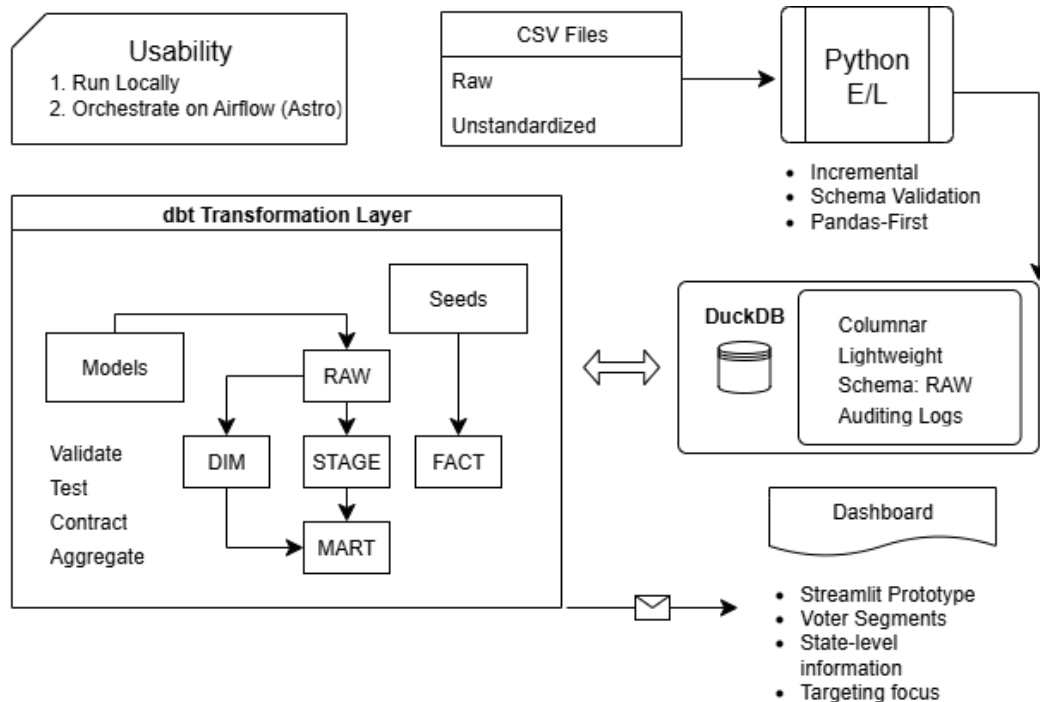 Usability
1. Run Locally
2. Orchestrate on Airflow (Astro)
CSV Files
Raw
Unstandardized
Python
E/L
• Incremental
• Schema Validation
• Pandas-First
dbt Transformation Layer
Seeds
Models
RAW
DIM
STAGE
FACT
MART
Validate
Test
Contract
Aggregate
DuckDB
Columnar
Lightweight
Schema: RAW
Auditing Logs
Dashboard
• Streamlit Prototype
• Voter Segments
• State-level
information
• Targeting focus